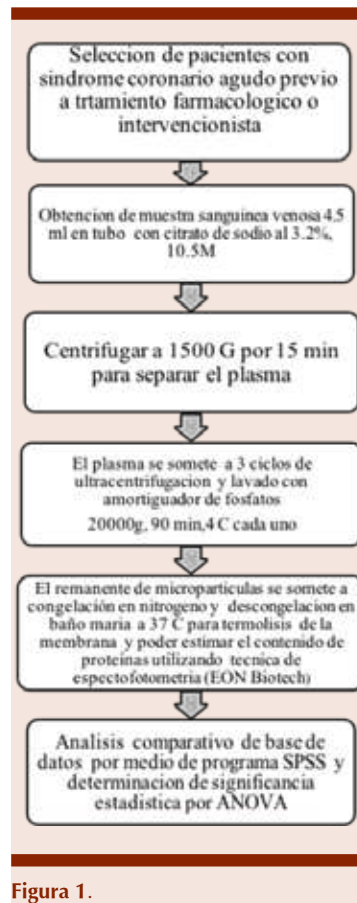 Seleccion de pacientes con
sindrome coronario agudo previo
a trtamiento farmacologico o
intervencionista
Obtencion de muestra sanguinea venosa 4.5
ml en tubo con citrato de sodio al 3.2%,
10.5M
Centrifugar a 1500 G por 15 min
para separar el plasma
El plasma se somete a 3 ciclos de
ultracentrifugacion y lavado con
amortiguador de fosfatos
20000g, 90 min,4 C cada uno
El remanente de microparticulas se somete a
congelación en nitrogeno y descongelacion en
baño maria a 37 C para termolisis de la
membrana y poder estimar el contenido de
proteinas utilizando tecnica de
espectofotometria (EON Biotech)
Analisis comparativo de base de
datos por medio de programa SPSS y
determinacion de significancia
estadistica por ANOVA
Figura 1.